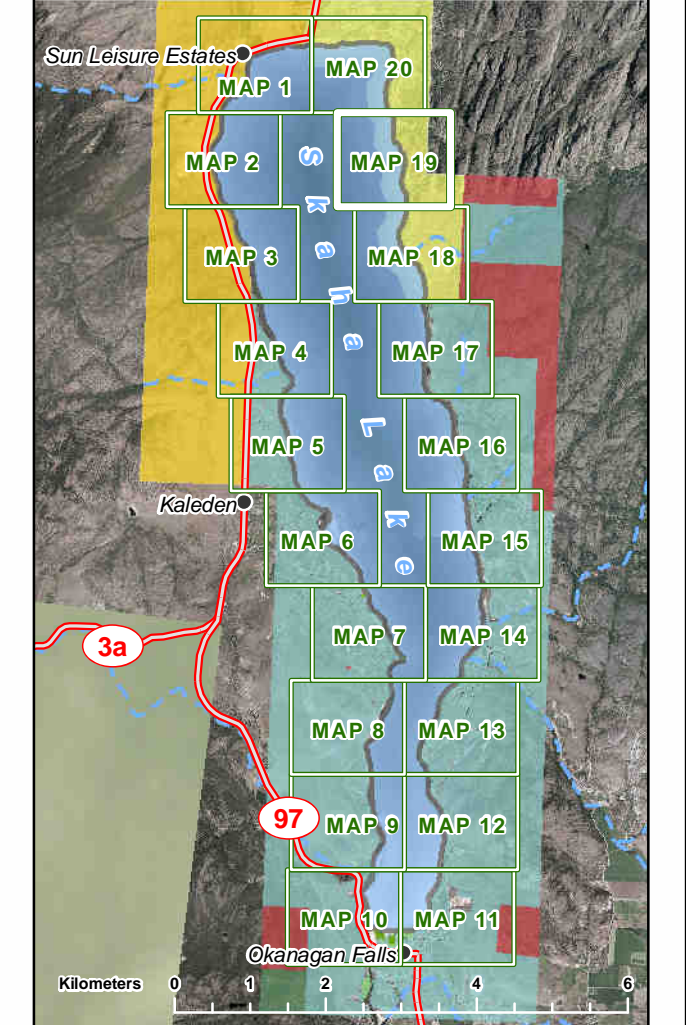 Sun Leisure Estates
MAP 20
MAP 1
MAP 2
MAP 19
MAP 3
MAP 18
MAP 4
MAP 17
Skaha Lake
MAP 5
MAP 16
Kaleden
MAP 6
MAP 15
MAP 7
MAP 14
3a
MAP 8
MAP 13
97
MAP 9
MAP 12
MAP 10
MAP 11
Okanagan Falls
Kilometers 0 1 2 4 6